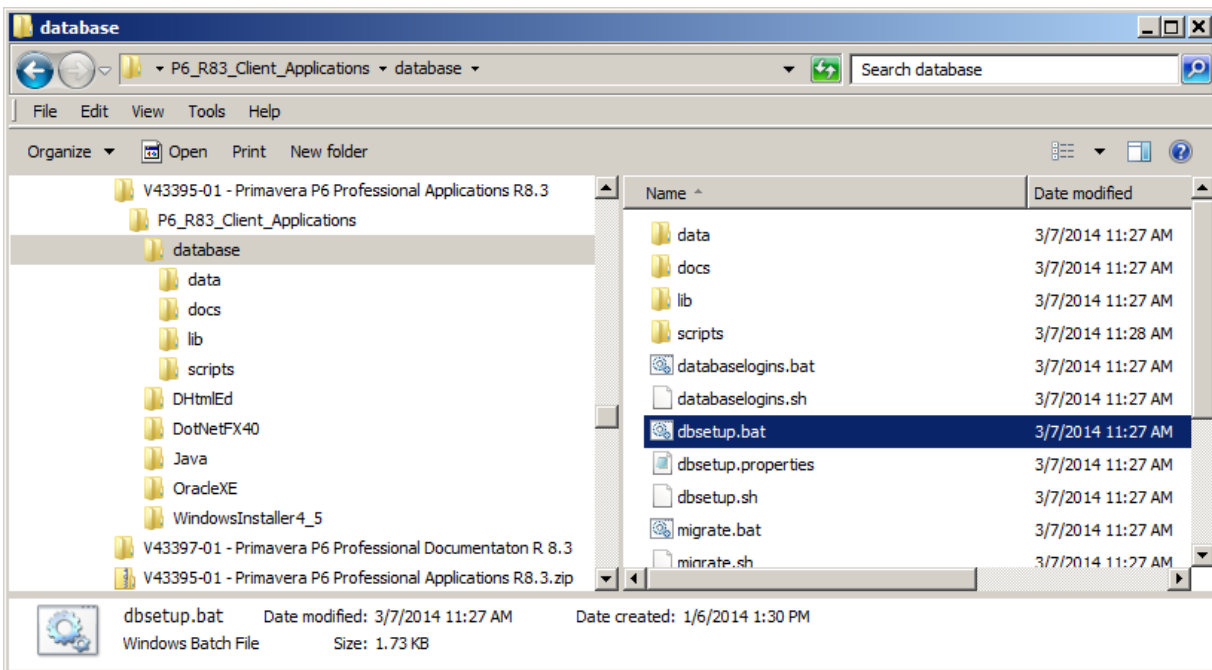 database
P6_R83_Client_Applications database Search database
File Edit View Tools Help
Organize Open Print New folder
V43395-01 - Primavera P6 Professional Applications R8.3
P6_R83_Client_Applications
database
data
docs
lib
scripts
DHtmlEd
DotNetFX40
Java
OracleXE
WindowsInstaller4_5
V43397-01 - Primavera P6 Professional Documentaton R 8.3
V43395-01 - Primavera P6 Professional Applications R8.3.zip
Name Date modified
data 3/7/2014 11:27 AM
docs 3/7/2014 11:27 AM
lib 3/7/2014 11:27 AM
scripts 3/7/2014 11:28 AM
databaselogins.bat 3/7/2014 11:27 AM
databaselogins.sh 3/7/2014 11:27 AM
dbsetup.bat 3/7/2014 11:27 AM
dbsetup.properties 3/7/2014 11:27 AM
dbsetup.sh 3/7/2014 11:27 AM
migrate.bat 3/7/2014 11:27 AM
migrate.sh 3/7/2014 11:27 AM
dbsetup.bat Date modified: 3/7/2014 11:27 AM Date created: 1/6/2014 1:30 PM
Windows Batch File Size: 1.73 KB